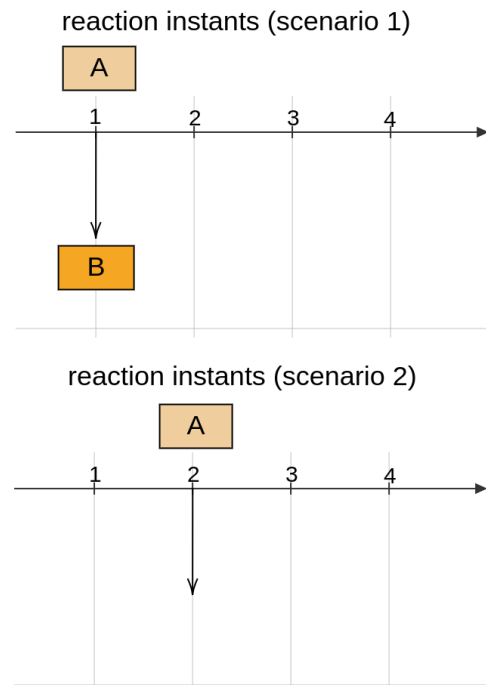 reaction instants (scenario 1)
A
1 2 3 4
B
reaction instants (scenario 2)
A
1 2 3 4